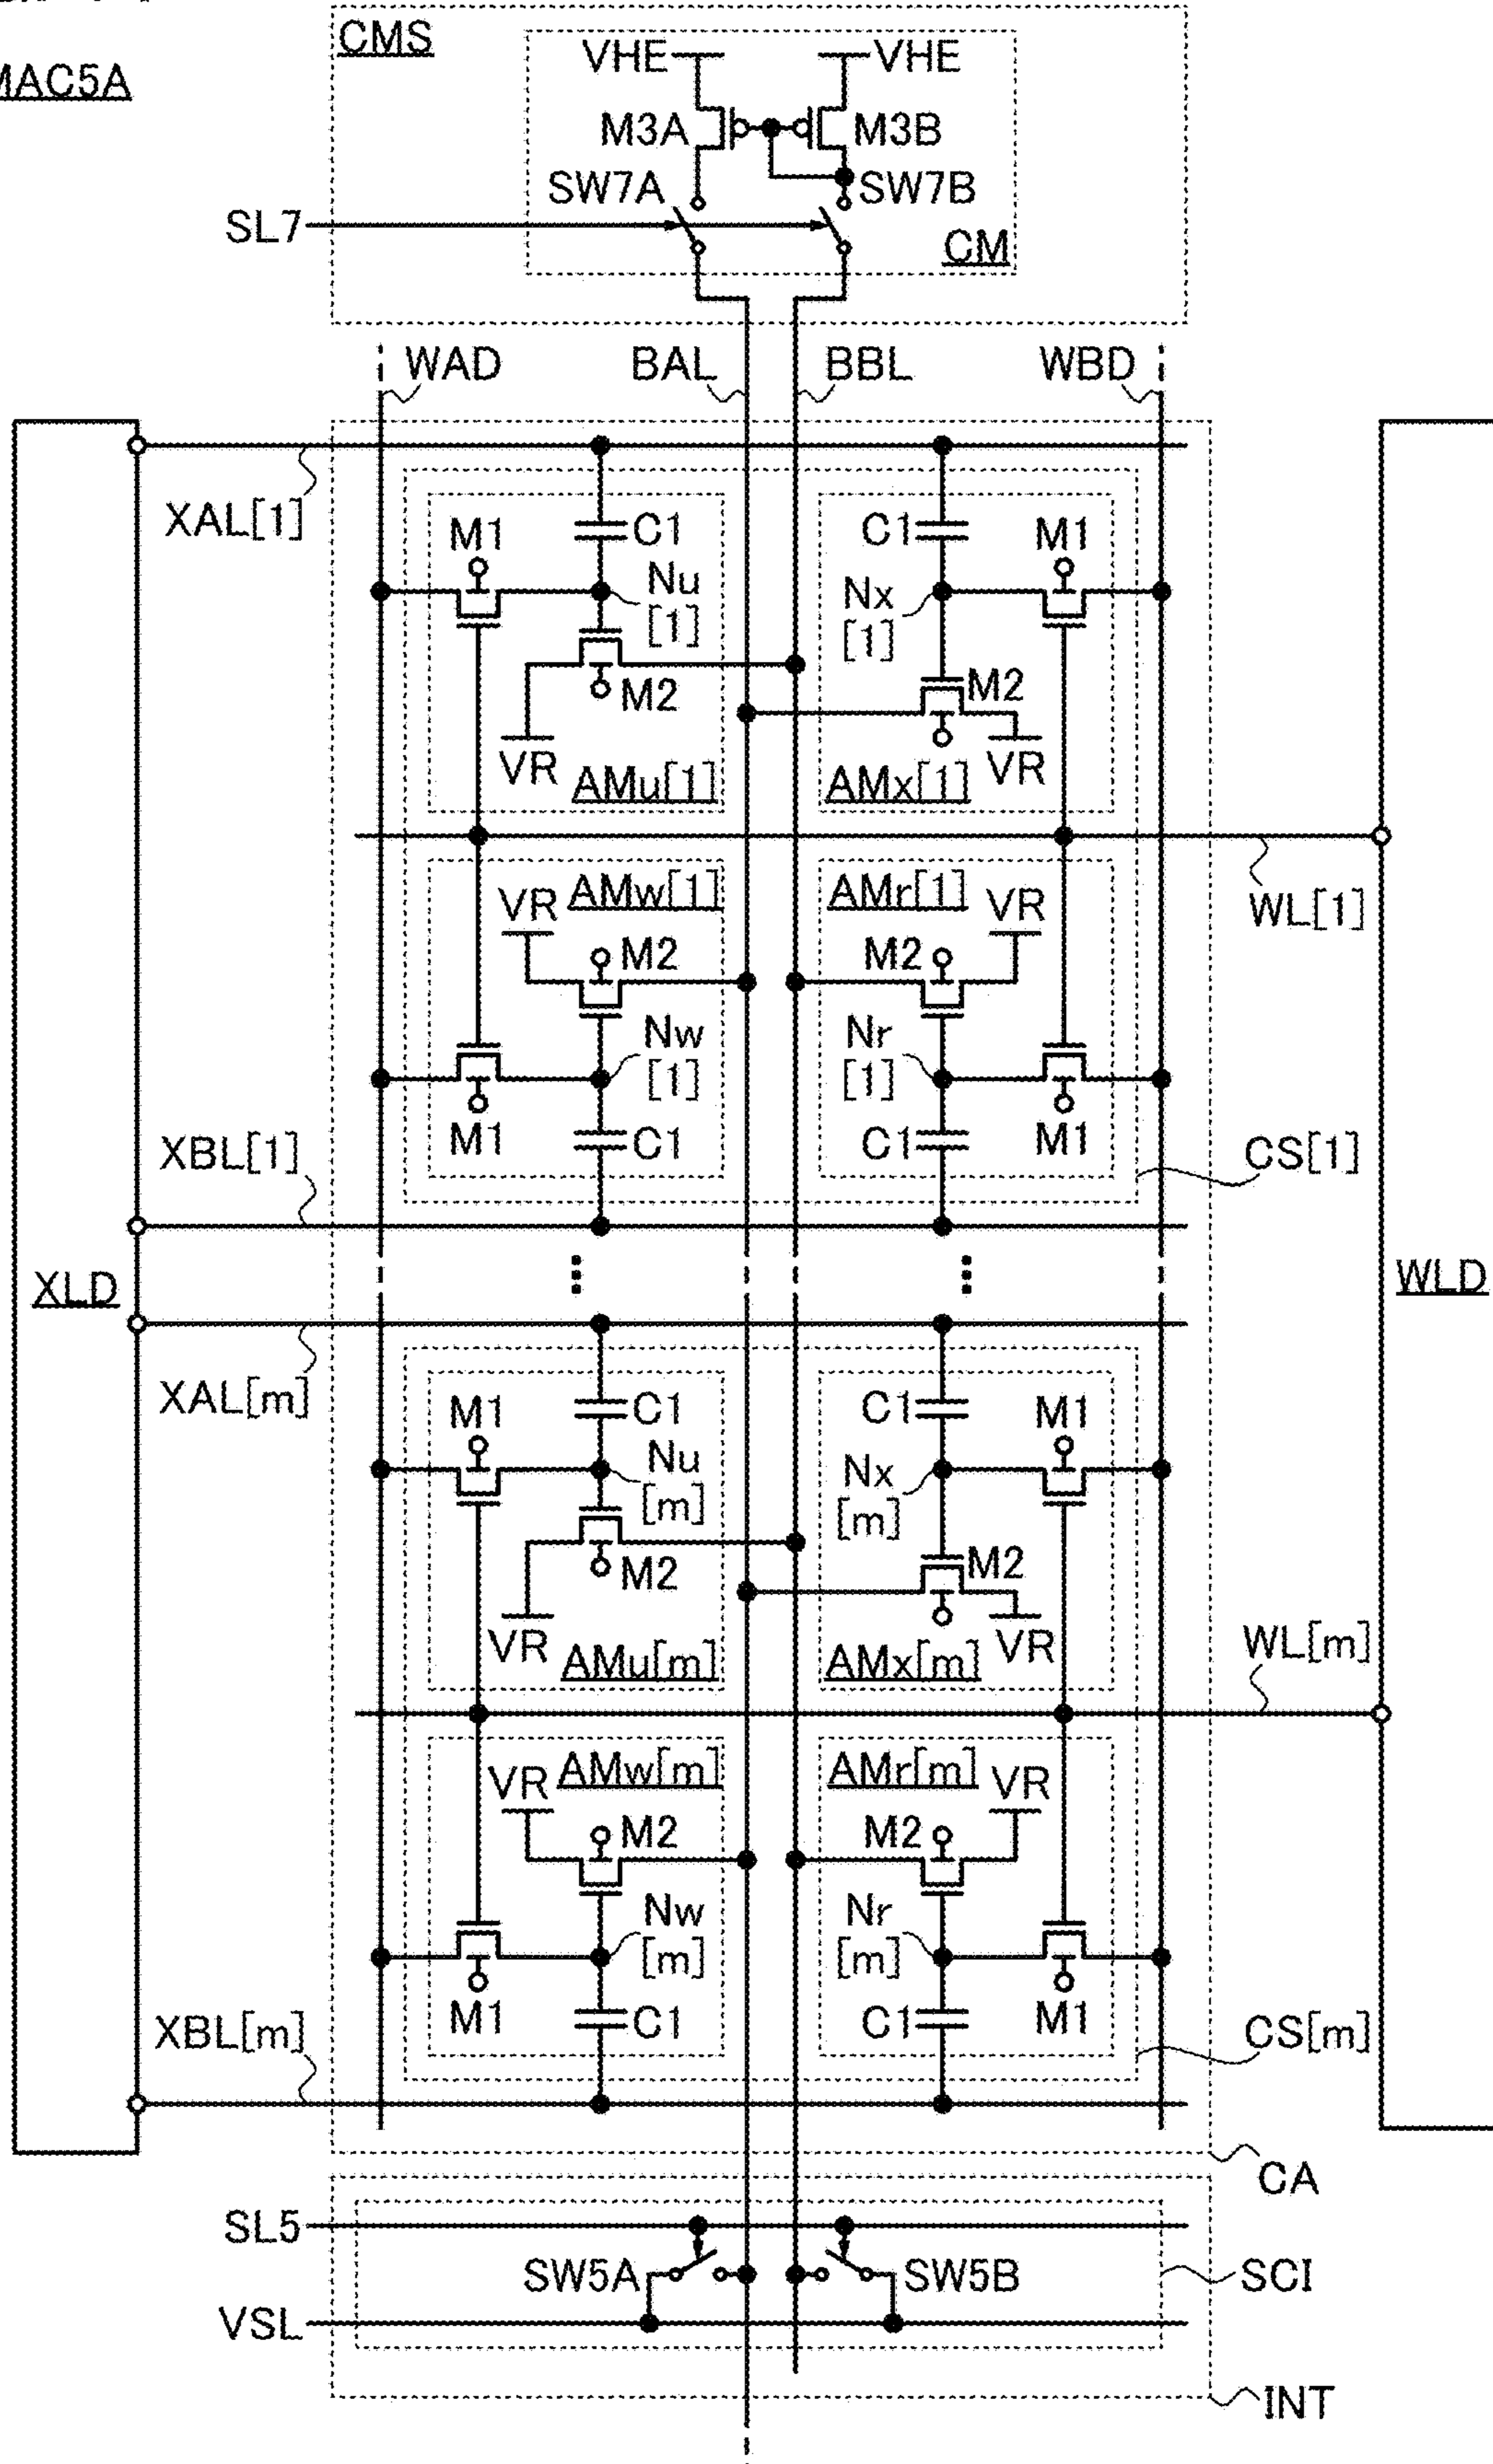 MAC5A
CMS
VHE VHE
M3A M3B
SW7A SW7B
SL7
CM
WAD BAL BBL WBD
XAL[1]
M1 C1 C1 M1
Nu
[1]
Nx
[1]
M2 M2
VR VR
AMu[1] AMx[1]
WL[1]
AMw[1] AMr[1]
VR VR
M2 M2
Nw
[1]
Nr
[1]
M1 C1 C1 M1
XBL[1]
CS[1]
XLD
WLD
XAL[m]
M1 C1 C1 M1
Nu
[m]
Nx
[m]
M2 M2
VR VR
AMu[m] AMx[m]
WL[m]
AMw[m] AMr[m]
VR VR
M2 M2
Nw
[m]
Nr
[m]
M1 C1 C1 M1
XBL[m]
CS[m]
CA
SL5
SW5A SW5B
SCI
VSL
INT